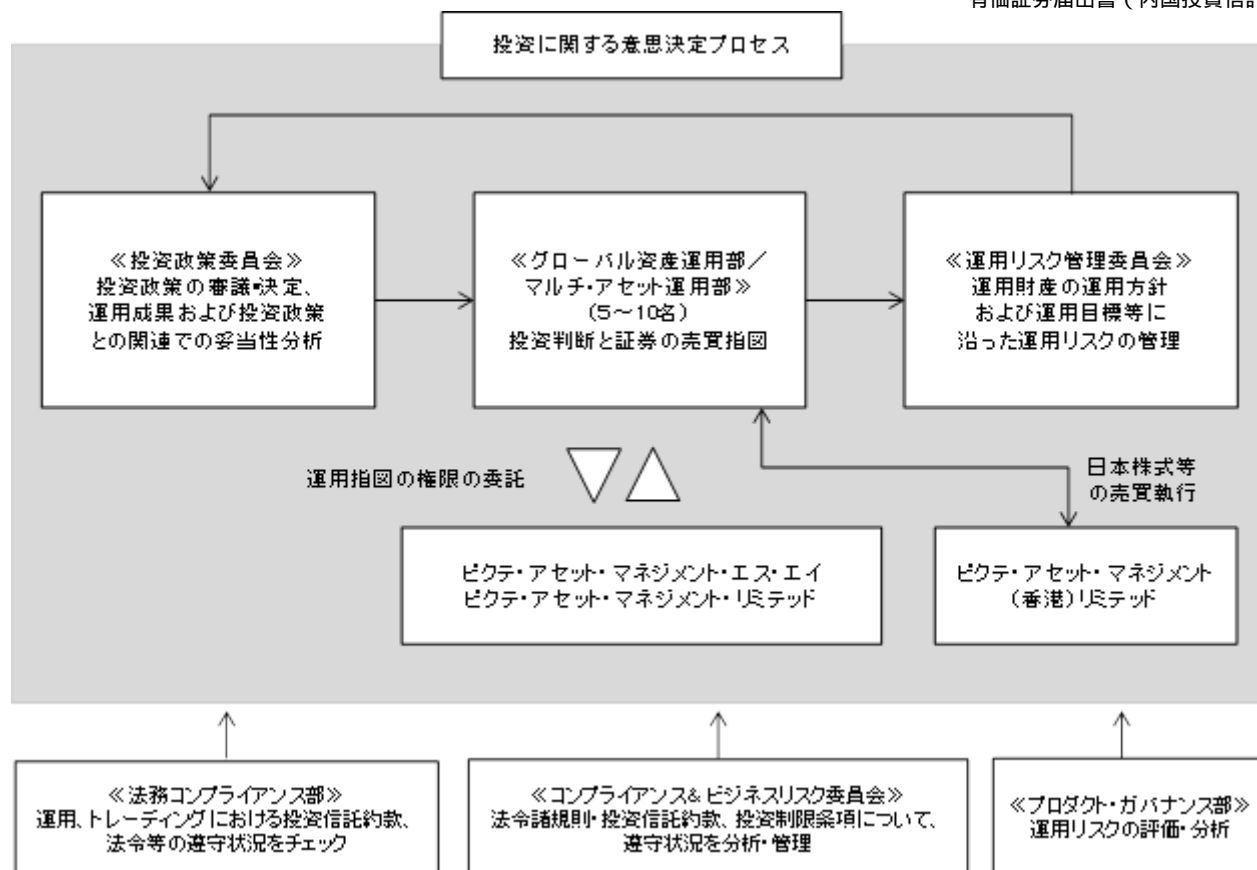 有価証券届出書(内国投資信託
投資に関する意思決定プロセス
≪投資政策委員会≫
投資政策の審議・決定、
運用成果および投資政策
との関連での妥当性分析
≪グローバル資産運用部/
マルチ・アセット運用部≫
(5~10名)
投資判断と証券の売買指図
≪運用リスク管理委員会≫
運用財産の運用方針
および運用目標等に
沿った運用リスクの管理
運用指図の権限の委託
日本株式等
の売買執行
ピクテ・アセット・マネジメント・エス・エイ
ピクテ・アセット・マネジメント・リミテッド
ピクテ・アセット・マネジメント
(香港)リミテッド
≪法務コンプライアンス部≫
運用、トレーディングにおける投資信託約款、
法令等の遵守状況をチェック
≪コンプライアンス&ビジネスリスク委員会≫
法令諸規則・投資信託約款、投資制限条項について、
遵守状況を分析・管理
≪プロダクト・ガバナンス部≫
運用リスクの評価・分析